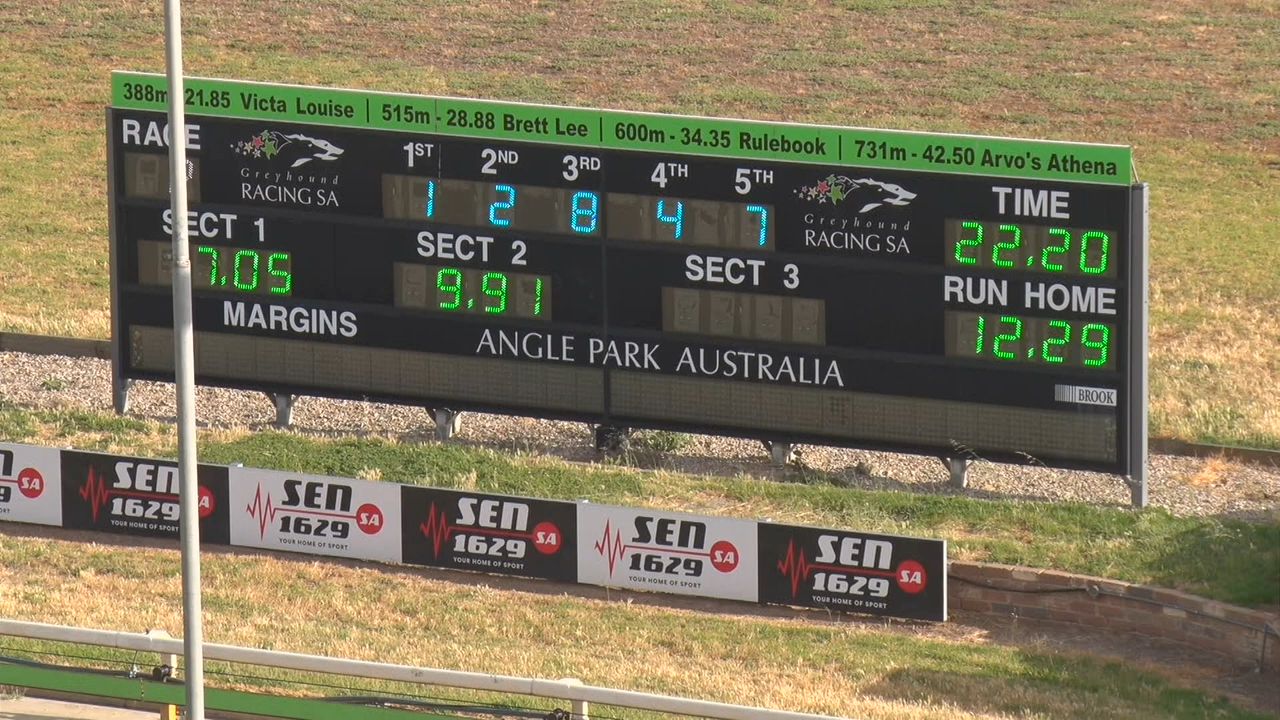 388m - 21.85 Victa Louise | 515m - 28.88 Brett Lee | 600m - 34.35 Rulebook | 731m - 42.50 Arvo's Athena
RACE
Greyhound
RACING SA
1ST 2ND 3RD 4TH 5TH
1 2 8 4 7
Greyhound
RACING SA
TIME
22.20
SECT 1
7.05
SECT 2
9.91
SECT 3
RUN HOME
12.29
MARGINS
ANGLE PARK AUSTRALIA
BROOK
SA
SEN
1629
SA
YOUR HOME OF SPORT
SEN
1629
SA
YOUR HOME OF SPORT
SEN
1629
SA
YOUR HOME OF SPORT
SEN
1629
SA
YOUR HOME OF SPORT
SEN
1629
SA
YOUR HOME OF SPORT